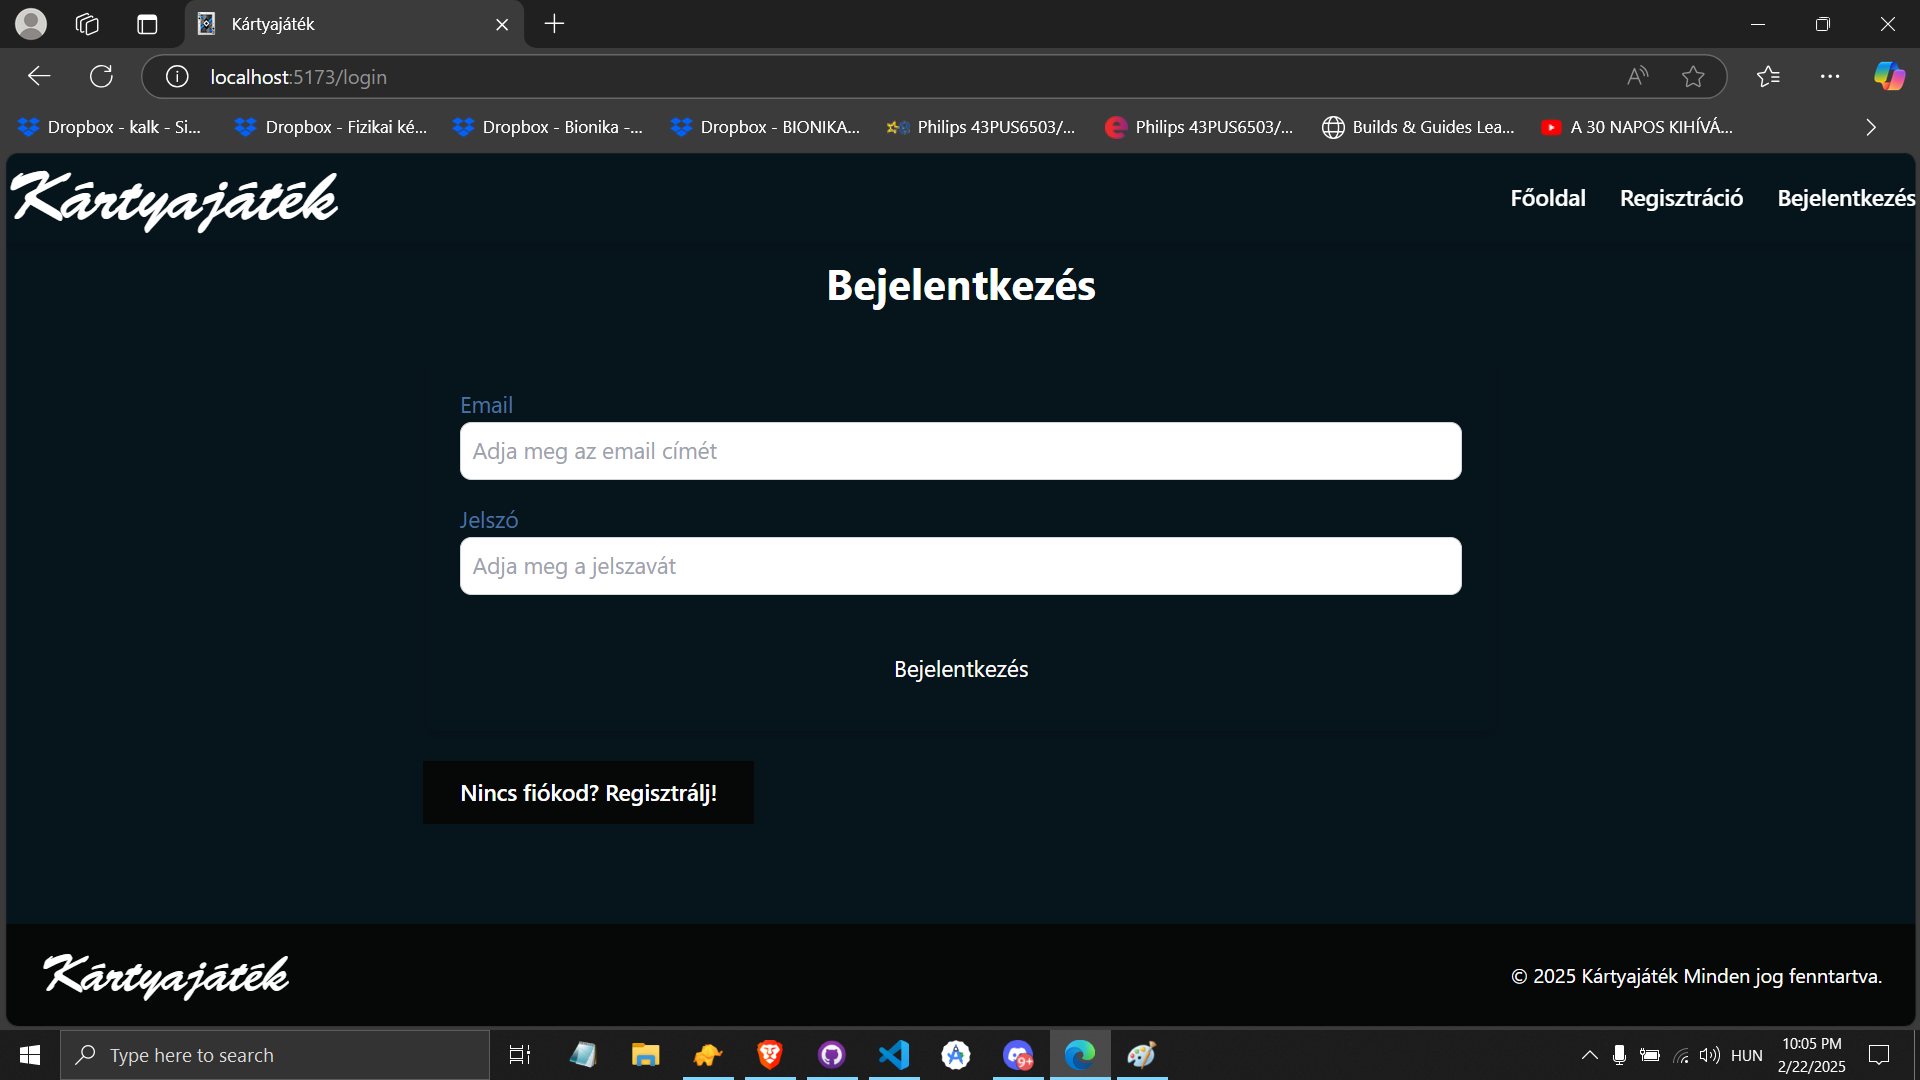 Kártyajáték
localhost:5173/login
Dropbox - kalk - Si... Dropbox - Fizikai ké... Dropbox - Bionika -... Dropbox - BIONIKA... Philips 43PUS6503/... Philips 43PUS6503/... Builds & Guides Lea... A 30 NAPOS KIHÍVÁ...
Kártyajáték Főoldal Regisztráció Bejelentkezés
Bejelentkezés
Email
Adja meg az email címét
Jelszó
Adja meg a jelszavát
Bejelentkezés
Nincs fiókod? Regisztrálj!
Kártyajáték © 2025 Kártyajáték Minden jog fenntartva.
Type here to search 9+ HUN 10:05 PM
2/22/2025